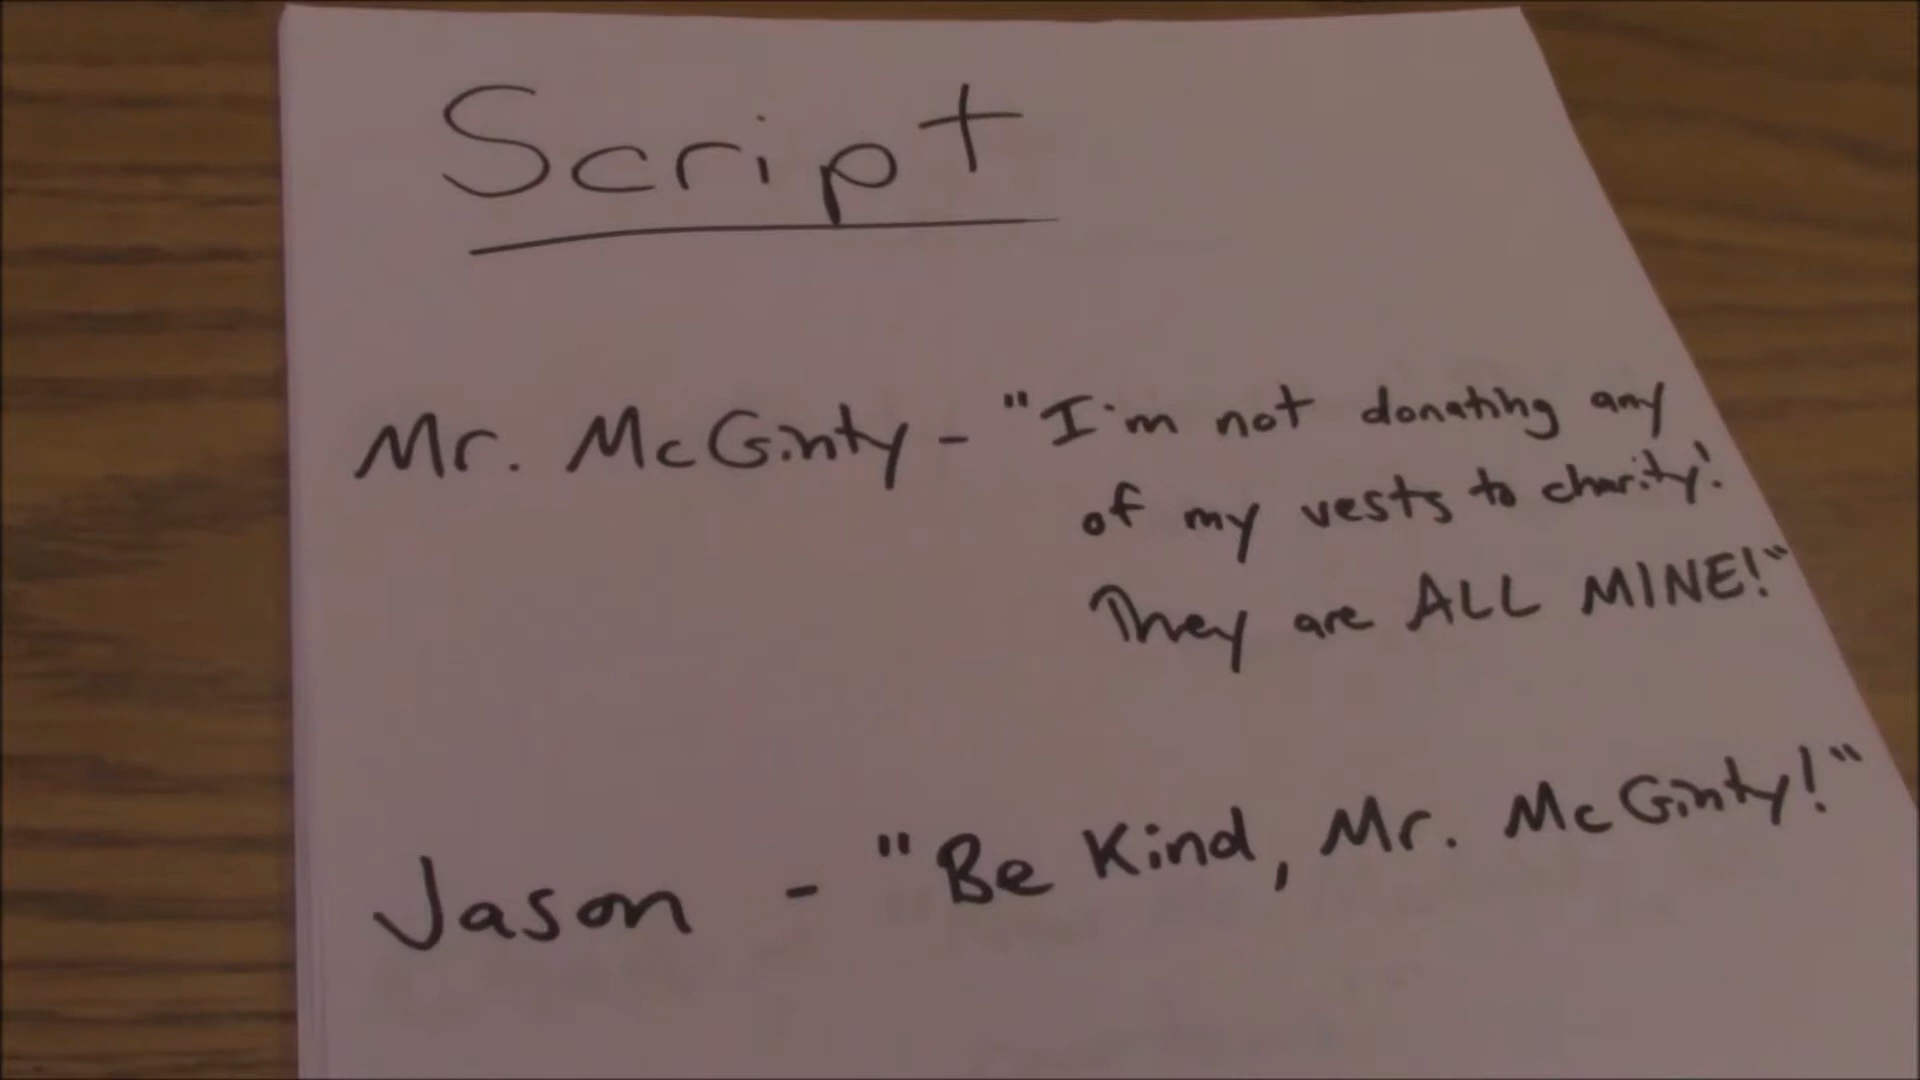 Script
Mr. McGinty - "I'm not donating any
of my vests to charity!
They are ALL MINE!"
Jason - "Be Kind, Mr. McGinty!"